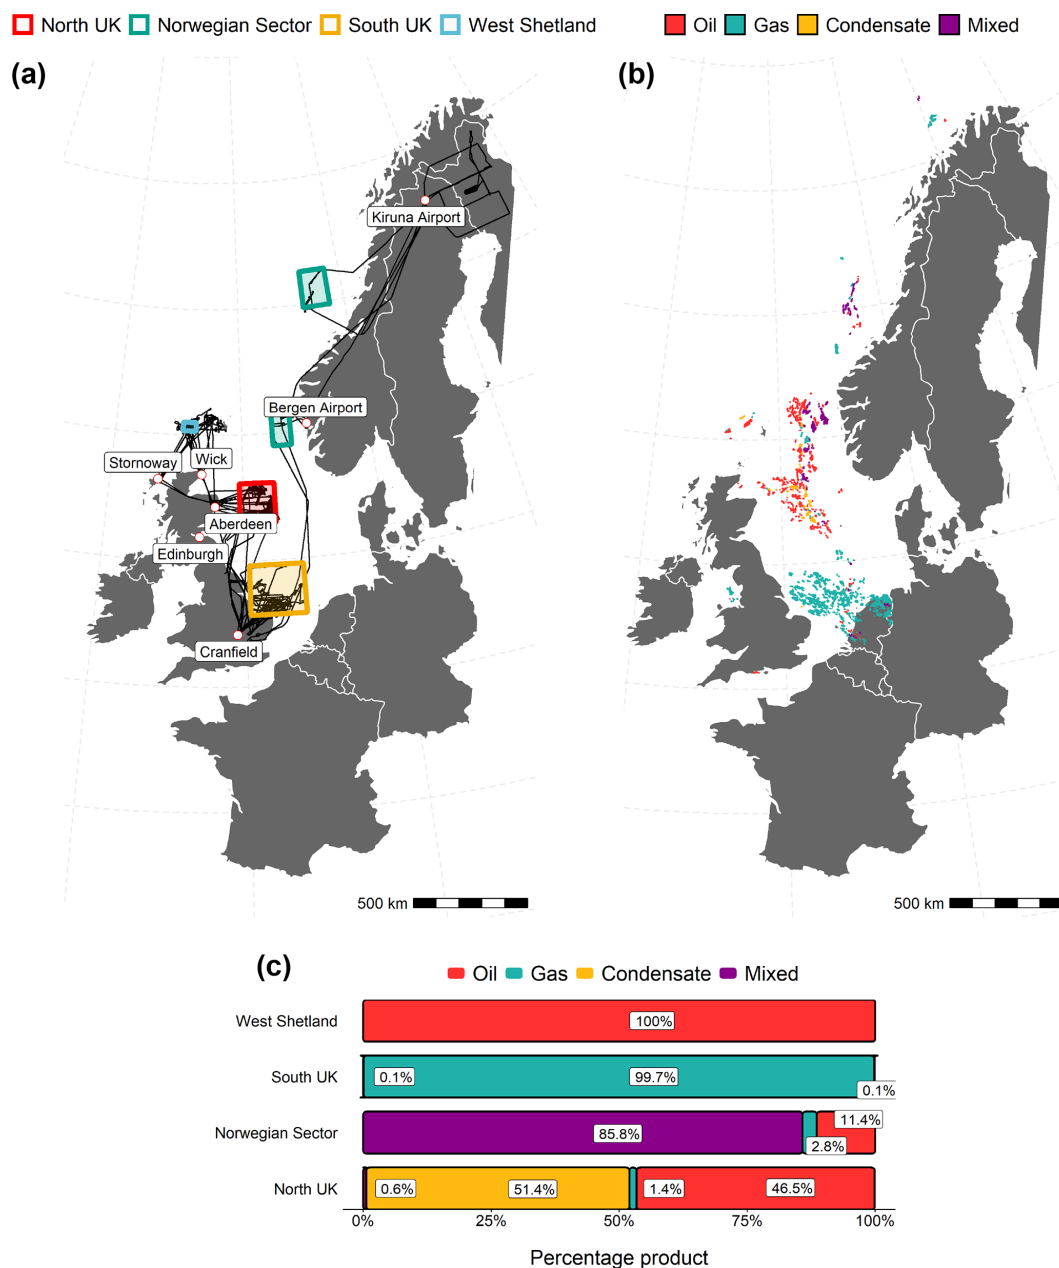 North UK Norwegian Sector South UK West Shetland
Oil Gas Condensate Mixed
(a)
(b)
Kiruna Airport
Bergen Airport
Stornoway
Wick
Aberdeen
Edinburgh
Cranfield
500 km
500 km
(c)
Oil Gas Condensate Mixed
West Shetland
100%
South UK
0.1% 99.7% 0.1%
Norwegian Sector
85.8% 2.8% 11.4%
North UK
0.6% 51.4% 1.4% 46.5%
0% 25% 50% 75% 100%
Percentage product